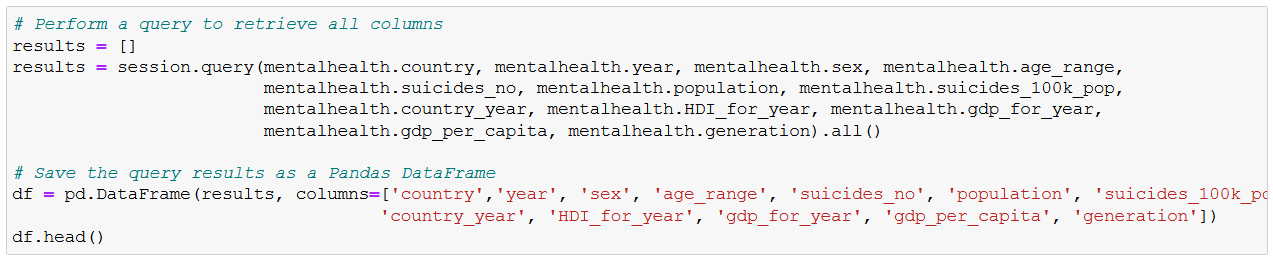 # Perform a query to retrieve all columns
results = []
results = session.query(mentalhealth.country, mentalhealth.year, mentalhealth.sex, mentalhealth.age_range,
mentalhealth.suicides_no, mentalhealth.population, mentalhealth.suicides_100k_pop,
mentalhealth.country_year, mentalhealth.HDI_for_year, mentalhealth.gdp_for_year,
mentalhealth.gdp_per_capita, mentalhealth.generation).all()
# Save the query results as a Pandas DataFrame
df = pd.DataFrame(results, columns=['country','year', 'sex', 'age_range', 'suicides_no', 'population',
'country_year', 'HDI_for_year', 'gdp_for_year', 'gdp_per_capita', 'generation'])
df.head()